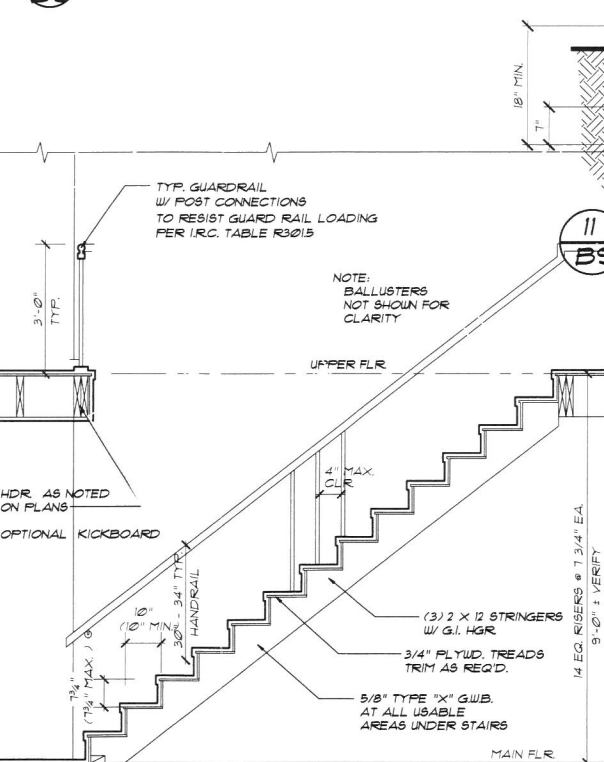 18" MIN.
7"
TYP. GUARDRAIL
W/ POST CONNECTIONS
TO RESIST GUARD RAIL LOADING
PER I.R.C. TABLE R301.5
11
3'-0"
TYP.
NOTE:
BALLUSTERS
NOT SHOWN FOR
CLARITY
UPPER FLR.
4" MAX.
CLR.
HDR. AS NOTED
ON PLANS
OPTIONAL KICKBOARD
30" - 34" TYP.
HANDRAIL
10"
(10" MIN.
7 3/4"
(7 3/4" MAX.)
(3) 2 X 12 STRINGERS
W/ G.I. HGR.
3/4" PLYWD. TREADS
TRIM AS REQ'D.
5/8" TYPE "X" G.W.B.
AT ALL USABLE
AREAS UNDER STAIRS
14 EQ. RISERS @ 7 3/4" EA.
9'-0" ± VERIFY
MAIN FLR.